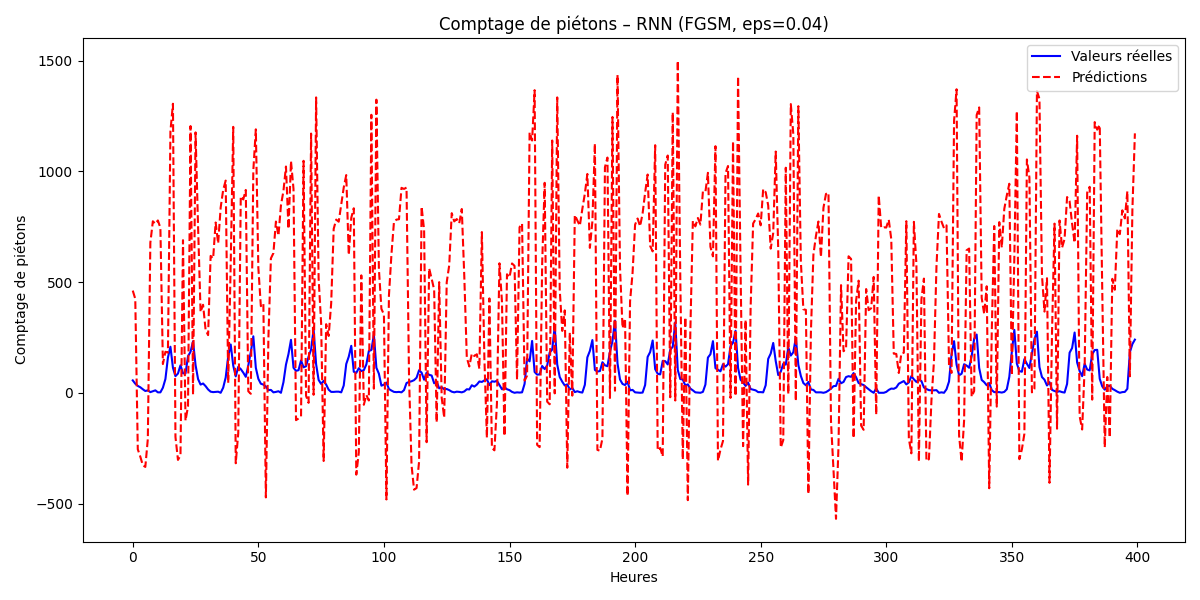 Comptage de piétons – RNN (FGSM, eps=0.04)
Valeurs réelles
Prédictions
Comptage de piétons
1500
1000
500
0
−500
0 50 100 150 200 250 300 350 400
Heures